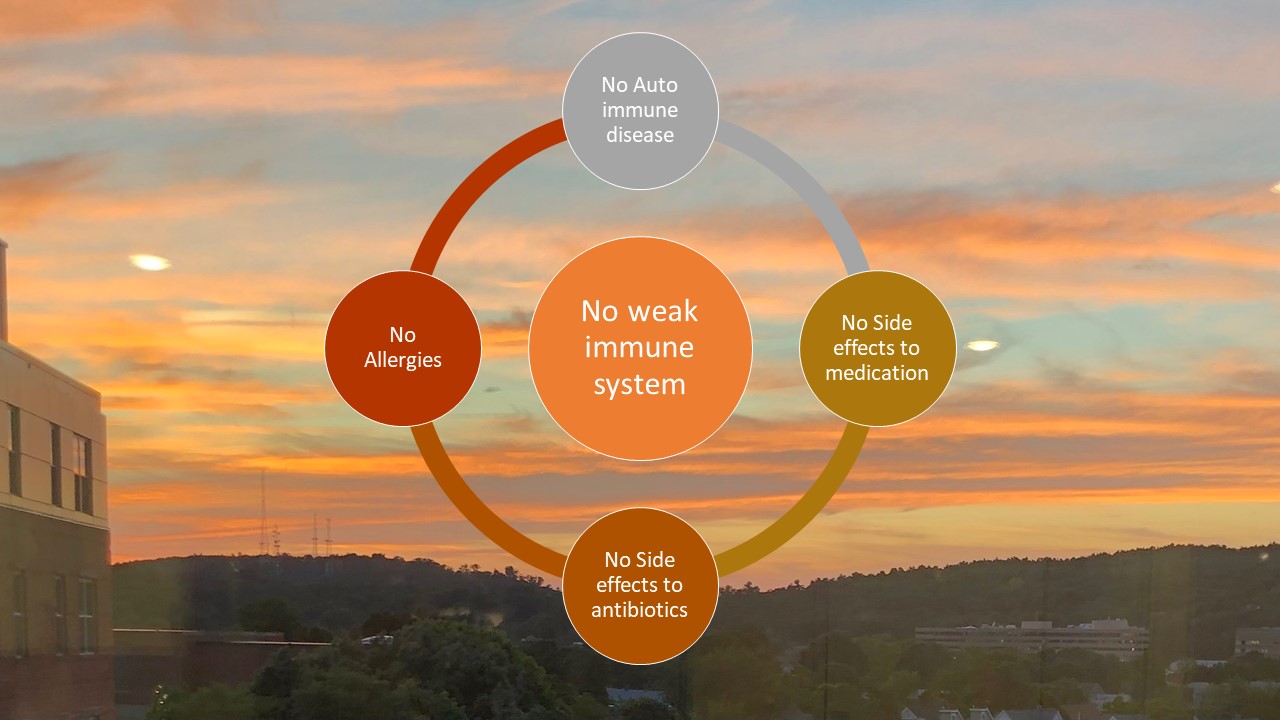 No Auto
immune
disease
No weak
immune
system
No Side
effects to
medication
No Side
effects to
antibiotics
No
Allergies